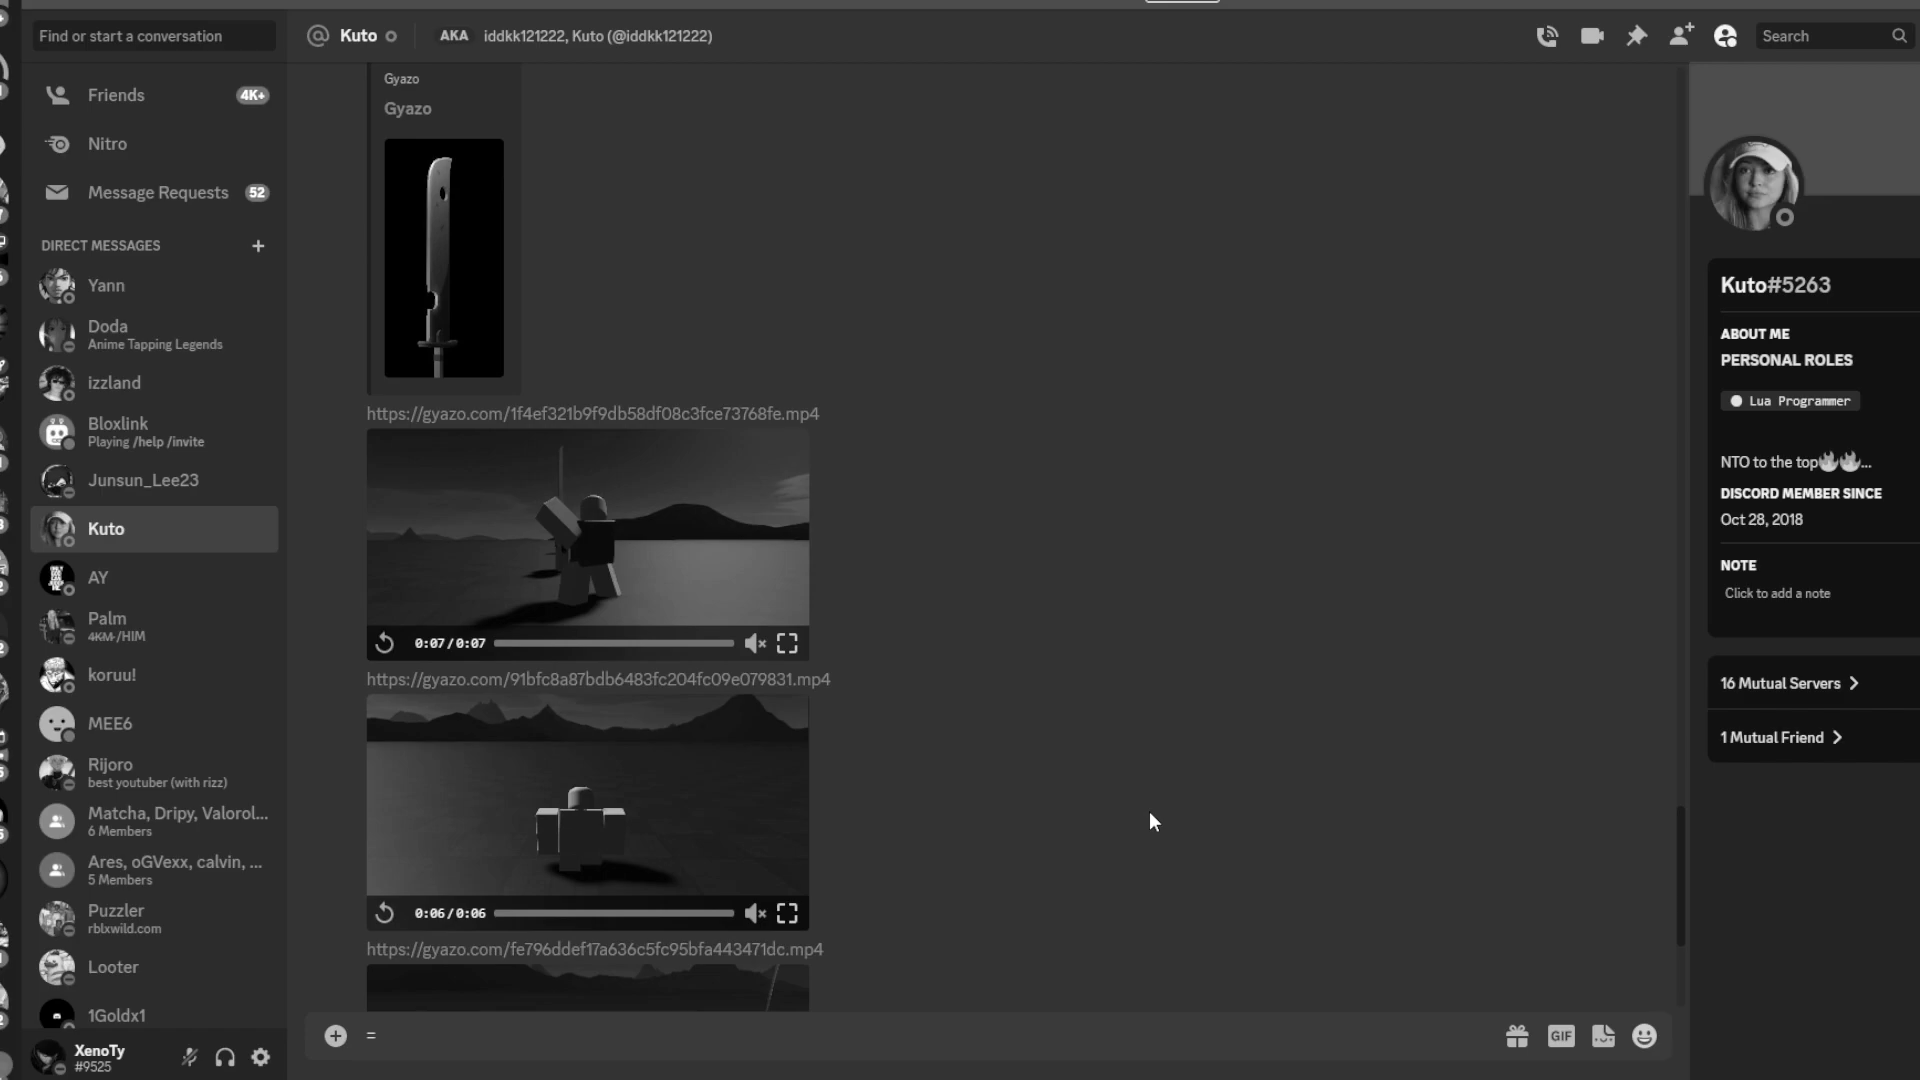 Find or start a conversation
Friends
4K+
Nitro
Message Requests
52
DIRECT MESSAGES
+
Yann
Doda
Anime Tapping Legends
izzland
Bloxlink
Playing /help /invite
Junsun_Lee23
Kuto
AY
Palm
4KM /HIM
koruu!
MEE6
Rijoro
best youtuber (with rizz)
Matcha, Dripy, Valorol...
6 Members
Ares, oGVexx, calvin, ...
5 Members
Puzzler
rblxwild.com
Looter
1Goldx1
XenoTy
#9525
@ Kuto
AKA
iddkk121222, Kuto (@iddkk121222)
Search
Gyazo
Gyazo
https://gyazo.com/1f4ef321b9f9db58df08c3fce73768fe.mp4
0:07/0:07
https://gyazo.com/91bfc8a87bdb6483fc204fc09e079831.mp4
0:06/0:06
https://gyazo.com/fe796ddef17a636c5fc95bfa443471dc.mp4
=
GIF
Kuto#5263
ABOUT ME
PERSONAL ROLES
Lua Programmer
NTO to the top🔥🔥...
DISCORD MEMBER SINCE
Oct 28, 2018
NOTE
Click to add a note
16 Mutual Servers
1 Mutual Friend